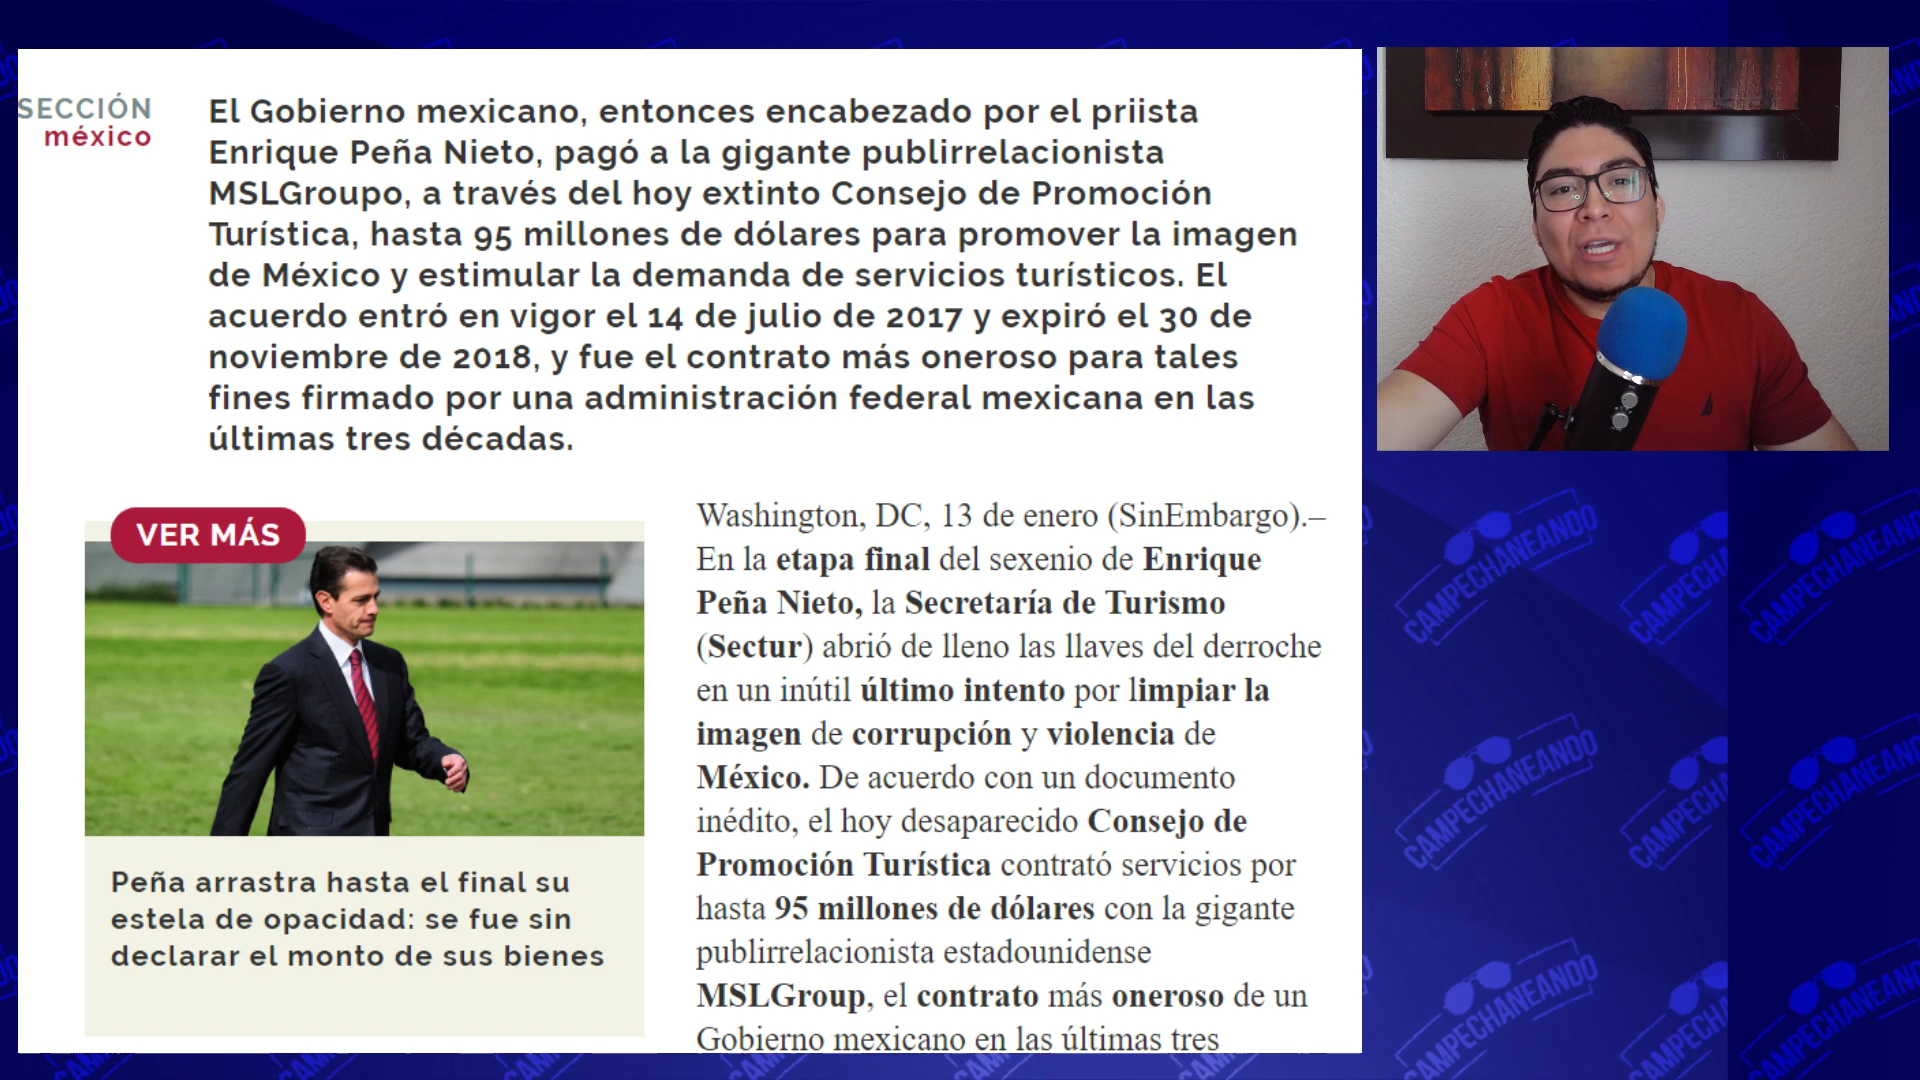 SECCIÓN
méxico
El Gobierno mexicano, entonces encabezado por el priista
Enrique Peña Nieto, pagó a la gigante publirrelacionista
MSLGroupo, a través del hoy extinto Consejo de Promoción
Turística, hasta 95 millones de dólares para promover la imagen
de México y estimular la demanda de servicios turísticos. El
acuerdo entró en vigor el 14 de julio de 2017 y expiró el 30 de
noviembre de 2018, y fue el contrato más oneroso para tales
fines firmado por una administración federal mexicana en las
últimas tres décadas.
VER MÁS
Peña arrastra hasta el final su
estela de opacidad: se fue sin
declarar el monto de sus bienes
Washington, DC, 13 de enero (SinEmbargo).–
En la etapa final del sexenio de Enrique
Peña Nieto, la Secretaría de Turismo
(Sectur) abrió de lleno las llaves del derroche
en un inútil último intento por limpiar la
imagen de corrupción y violencia de
México. De acuerdo con un documento
inédito, el hoy desaparecido Consejo de
Promoción Turística contrató servicios por
hasta 95 millones de dólares con la gigante
publirrelacionista estadounidense
MSLGroup, el contrato más oneroso de un
Gobierno mexicano en las últimas tres
CAMPECHANEANDO
CAMPECH
CAMPECHANEAND
CAMPECHANEANDO
CAMPECH
CAMPECHANEAND
CAMPECHANEANDO
CAMPECH
CAMPECHANEAND